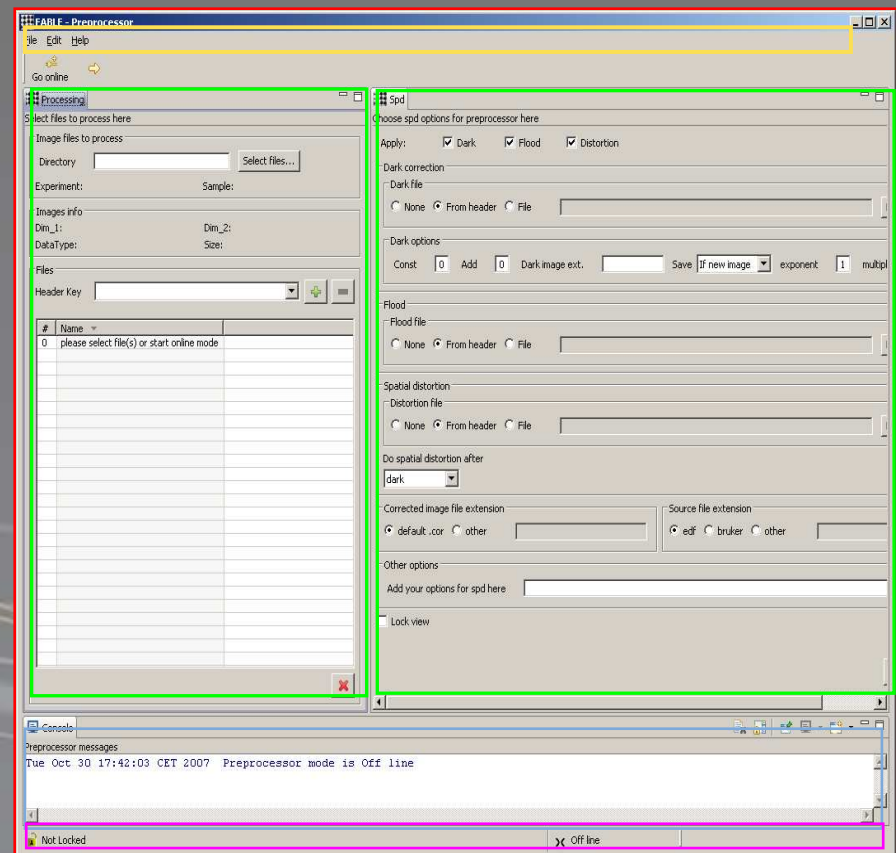 FABLE - Preprocessor
File Edit Help
Go online
Processing
Select files to process here
Image files to process
Directory Select files...
Experiment: Sample:
Images info
Dim_1: Dim_2:
DataType: Size:
Files
Header Key
# Name
0 please select file(s) or start online mode
Spd
Choose spd options for preprocessor here
Apply: Dark Flood Distortion
Dark correction
Dark file
None From header File
Dark options
Const 0 Add 0 Dark image ext. Save If new image exponent 1 multipl
Flood
Flood file
None From header File
Spatial distortion
Distortion file
None From header File
Do spatial distortion after
dark
Corrected image file extension
default .cor other
Source file extension
edf bruker other
Other options
Add your options for spd here
Lock view
Console
Preprocessor messages
Tue Oct 30 17:42:03 CET 2007 Preprocessor mode is Off line
Not Locked Off line